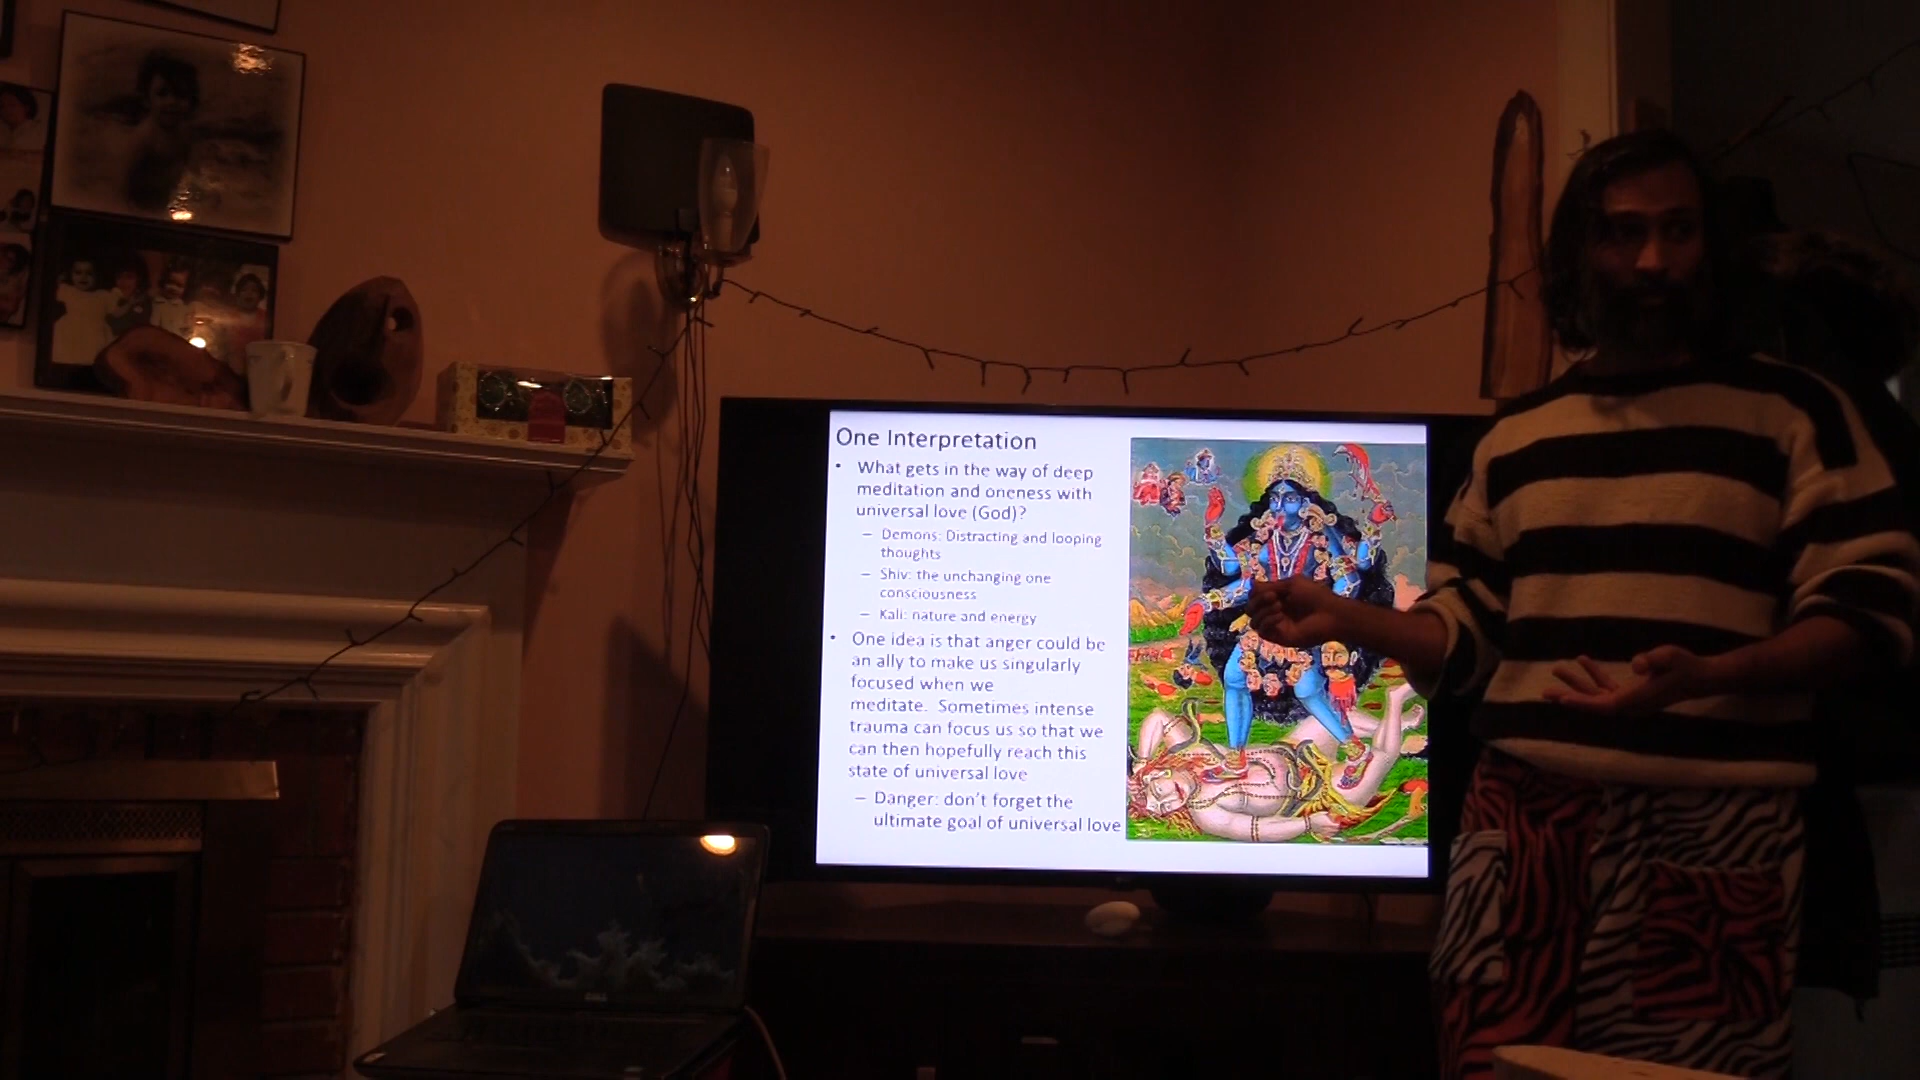 One Interpretation
• What gets in the way of deep
meditation and oneness with
universal love (God)?
– Demons: Distracting and looping
thoughts
– Shiv: the unchanging one
consciousness
– Kali: nature and energy
• One idea is that anger could be
an ally to make us singularly
focused when we
meditate. Sometimes intense
trauma can focus us so that we
can then hopefully reach this
state of universal love
– Danger: don't forget the
ultimate goal of universal love
DELL